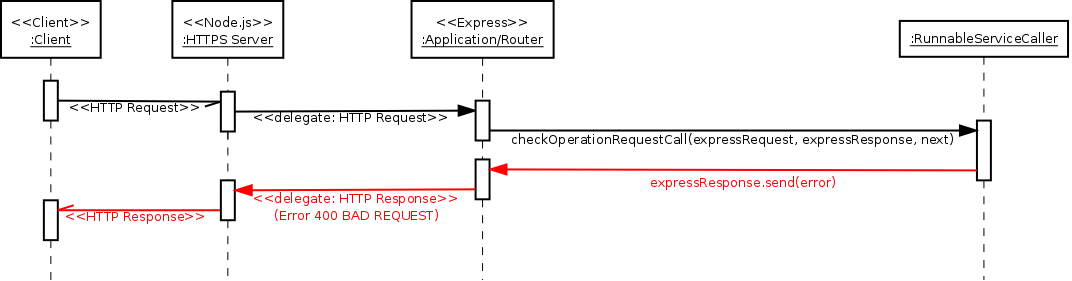 <<Client>>
:Client
<<Node.js>>
:HTTPS Server
<<Express>>
:Application/Router
:RunnableServiceCaller
<<HTTP Request>>
<<delegate: HTTP Request>>
checkOperationRequestCall(expressRequest, expressResponse, next)
expressResponse.send(error)
<<delegate: HTTP Response>>
(Error 400 BAD REQUEST)
<<HTTP Response>>